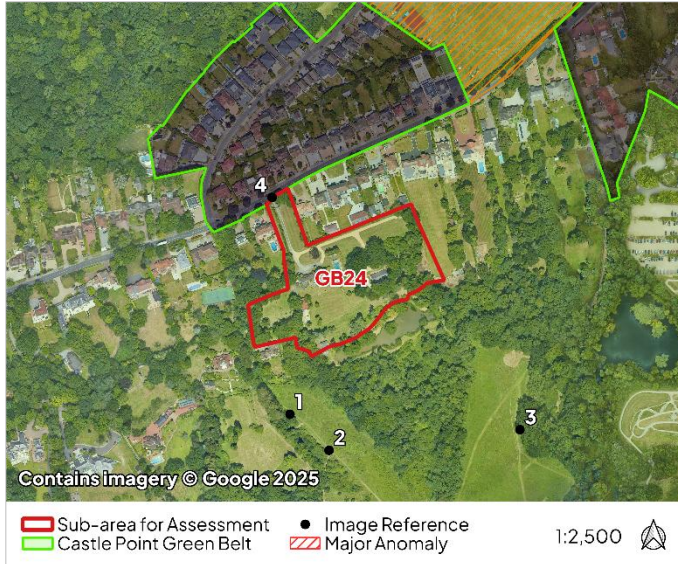 4
GB24
1
2
3
Contains imagery © Google 2025
Sub-area for Assessment
Image Reference
Castle Point Green Belt
Major Anomaly
1:2,500